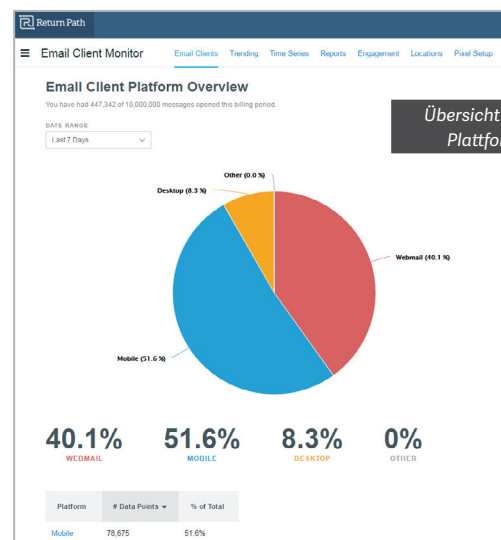 Return Path
Email Client Monitor Email Clients Trending Time Series Reports Engagement Locations Pixel Setup
Email Client Platform Overview
You have had 447,342 of 10,000,000 messages opened this billing period.
Übersicht
Plattfo
DATE RANGE
Last 7 Days
Other (0.0 %)
Desktop (8.3 %)
Webmail (40.1 %)
Mobile (51.6 %)
40.1% 51.6% 8.3% 0%
WEBMAIL MOBILE DESKTOP OTHER
Platform # Data Points % of Total
Mobile 78,675 51.6%